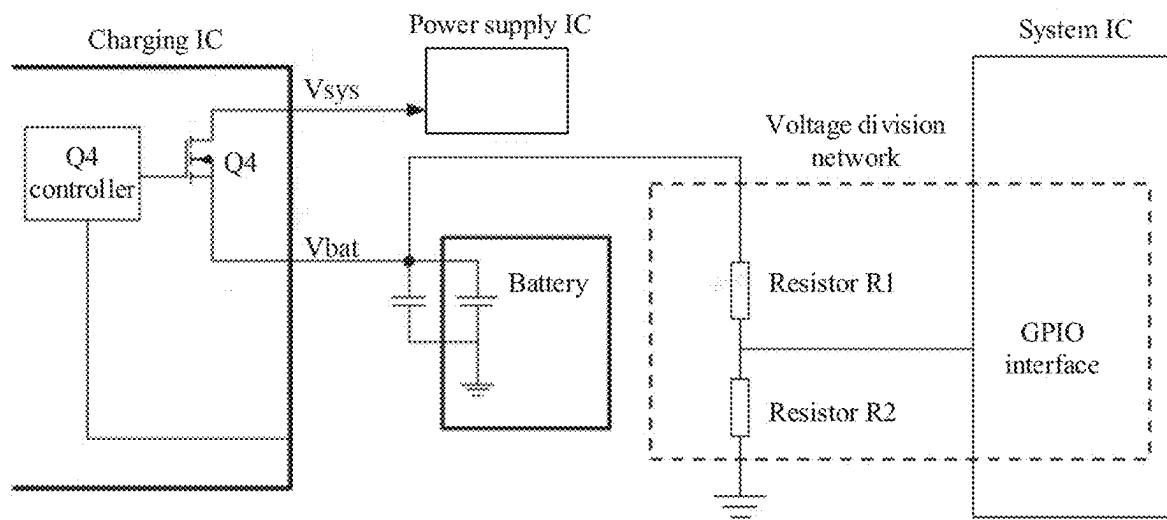 Charging IC
Power supply IC
System IC
Vsys
Voltage division
network
Q4
controller
Q4
Vbat
Battery
Resistor R1
GPIO
interface
Resistor R2